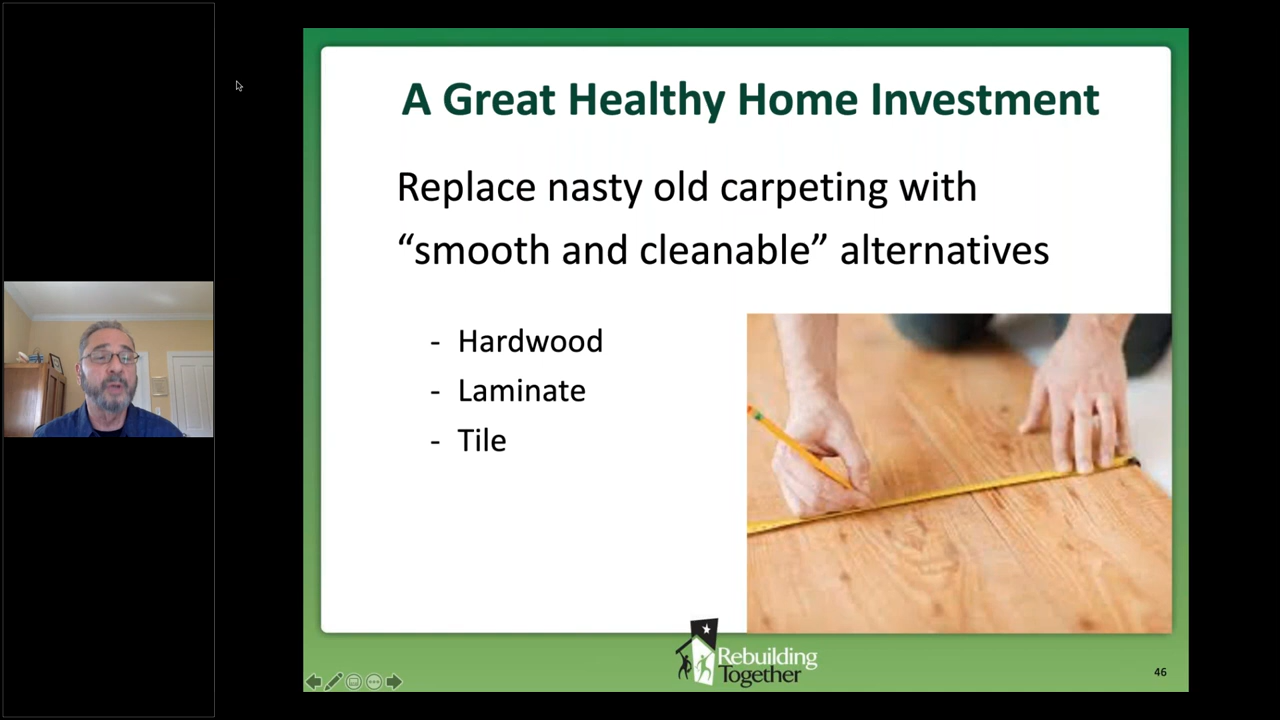 A Great Healthy Home Investment
Replace nasty old carpeting with
“smooth and cleanable” alternatives
- Hardwood
- Laminate
- Tile
Rebuilding
Together
46